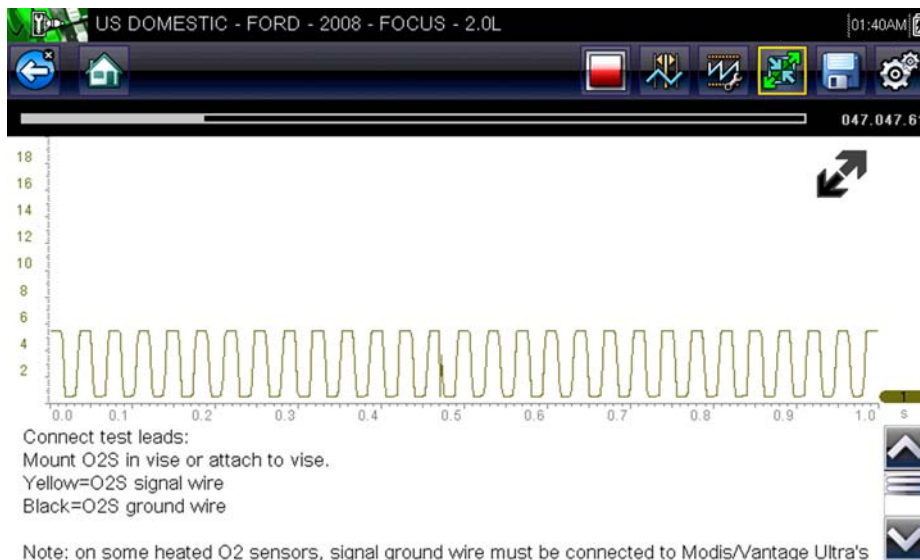 US DOMESTIC - FORD - 2008 - FOCUS - 2.0L
01:40AM
047.047.6
18
16
14
12
10
8
6
4
2
0.0 0.1 0.2 0.3 0.4 0.5 0.6 0.7 0.8 0.9 1.0 s
1
Connect test leads:
Mount O2S in vise or attach to vise.
Yellow=O2S signal wire
Black=O2S ground wire
Note: on some heated O2 sensors, signal ground wire must be connected to Modis/Vantage Ultra's